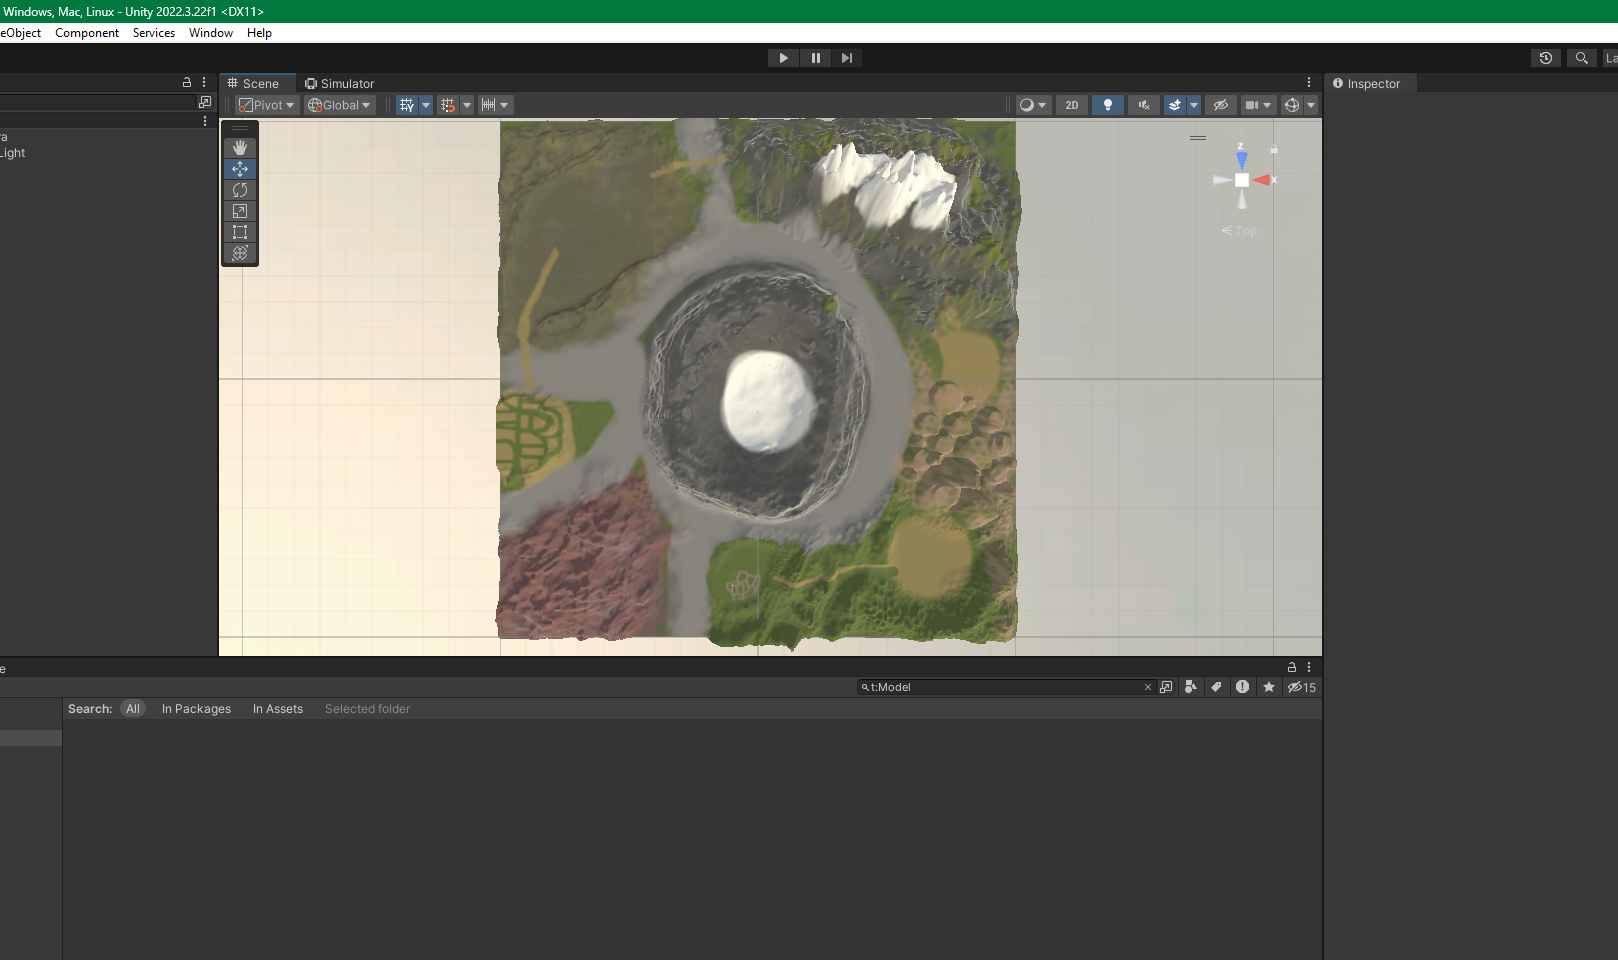 Windows, Mac, Linux - Unity 2022.3.22f1 <DX11>
eObject Component Services Window Help
La
Scene Simulator
Inspector
Pivot Global 2D
ra
Light
z
x
Top
e
t:Model 15
Search: All In Packages In Assets Selected folder